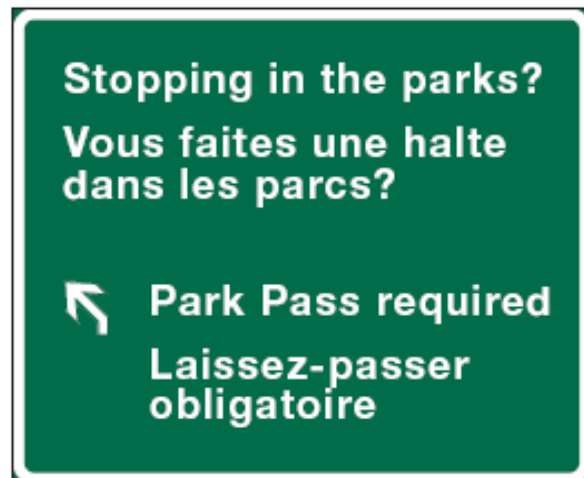 Stopping in the parks?
Vous faites une halte
dans les parcs?
Park Pass required
Laissez-passer
obligatoire